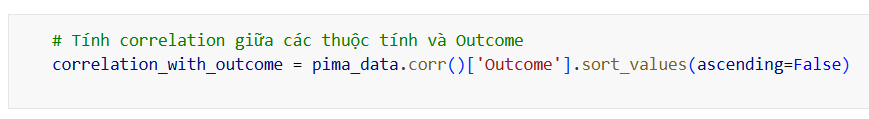 # Tính correlation giữa các thuộc tính và Outcome
correlation_with_outcome = pima_data.corr()['Outcome'].sort_values(ascending=False)